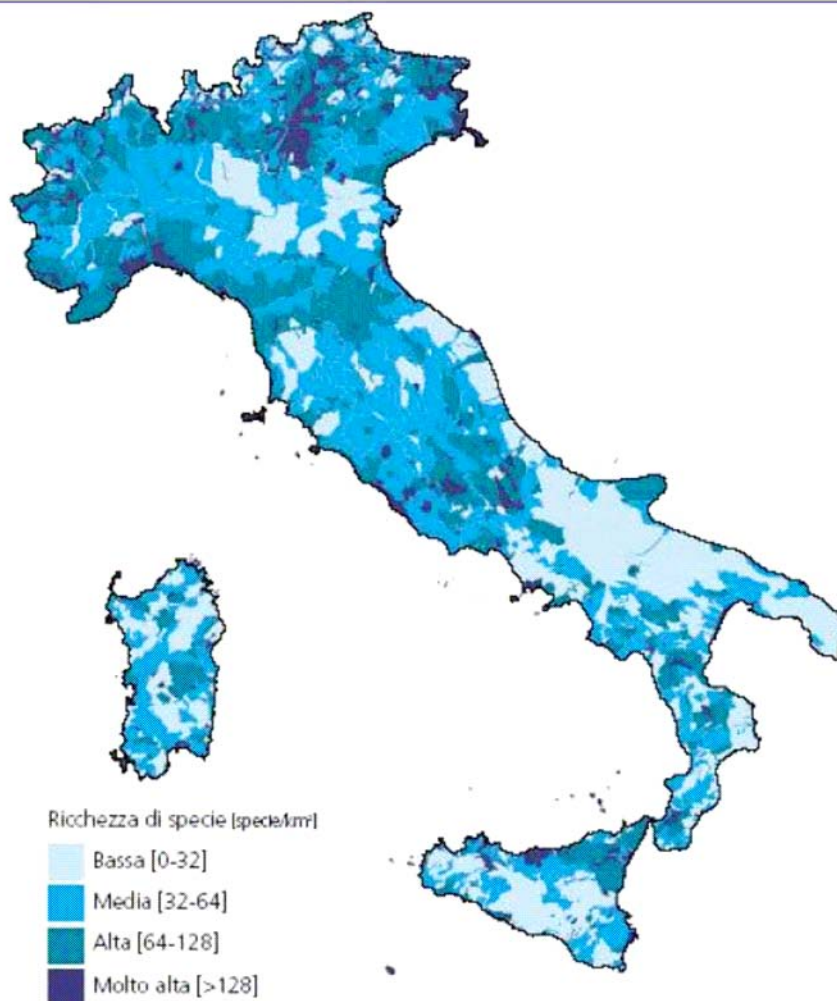 Ricchezza di specie [specie/km²]
Bassa [0-32]
Media [32-64]
Alta [64-128]
Molto alta [>128]